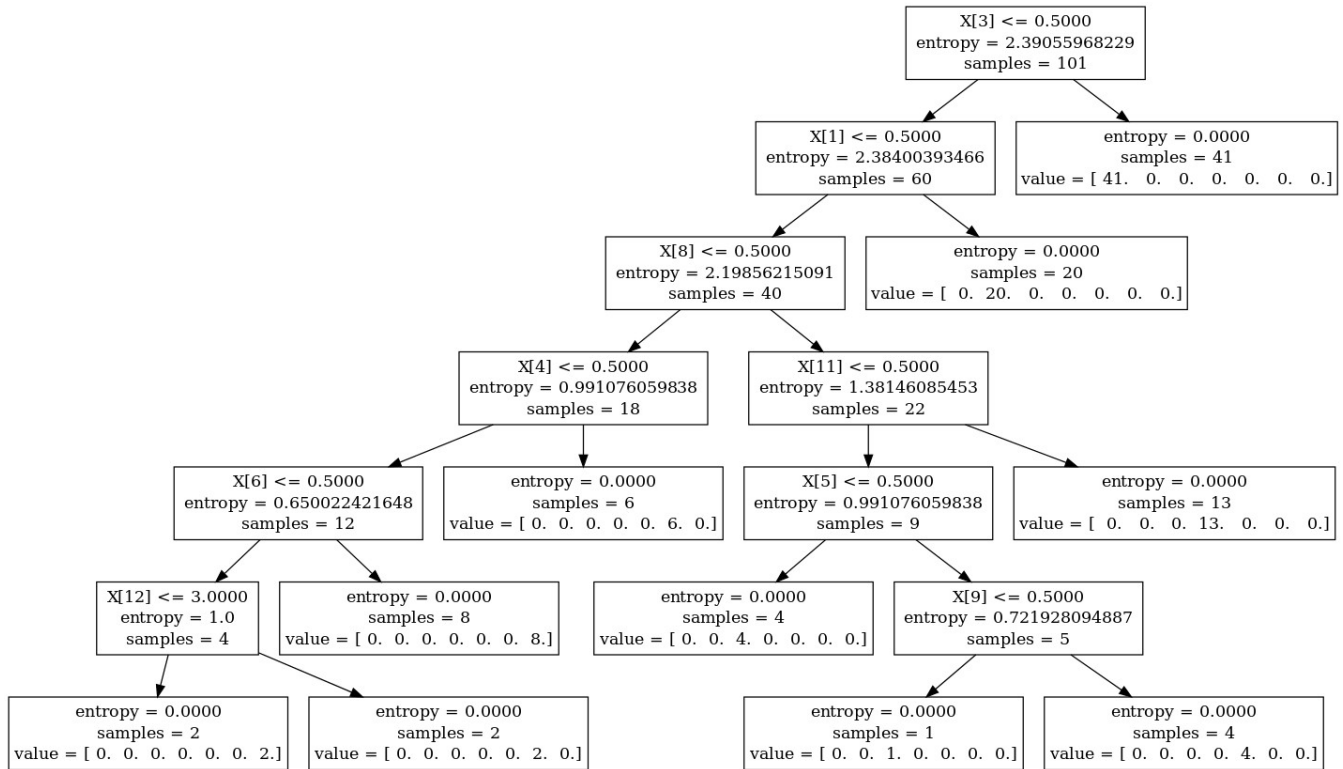 X[3] <= 0.5000
entropy = 2.39055968229
samples = 101
X[1] <= 0.5000
entropy = 2.38400393466
samples = 60
entropy = 0.0000
samples = 41
value = [ 41. 0. 0. 0. 0. 0. 0.]
X[8] <= 0.5000
entropy = 2.19856215091
samples = 40
entropy = 0.0000
samples = 20
value = [ 0. 20. 0. 0. 0. 0. 0.]
X[4] <= 0.5000
entropy = 0.991076059838
samples = 18
X[11] <= 0.5000
entropy = 1.38146085453
samples = 22
X[6] <= 0.5000
entropy = 0.650022421648
samples = 12
entropy = 0.0000
samples = 6
value = [ 0. 0. 0. 0. 0. 6. 0.]
X[5] <= 0.5000
entropy = 0.991076059838
samples = 9
entropy = 0.0000
samples = 13
value = [ 0. 0. 0. 13. 0. 0. 0.]
X[12] <= 3.0000
entropy = 1.0
samples = 4
entropy = 0.0000
samples = 8
value = [ 0. 0. 0. 0. 0. 0. 8.]
entropy = 0.0000
samples = 4
value = [ 0. 0. 4. 0. 0. 0. 0.]
X[9] <= 0.5000
entropy = 0.721928094887
samples = 5
entropy = 0.0000
samples = 2
value = [ 0. 0. 0. 0. 0. 0. 2.]
entropy = 0.0000
samples = 2
value = [ 0. 0. 0. 0. 0. 2. 0.]
entropy = 0.0000
samples = 1
value = [ 0. 0. 1. 0. 0. 0. 0.]
entropy = 0.0000
samples = 4
value = [ 0. 0. 0. 0. 4. 0. 0.]